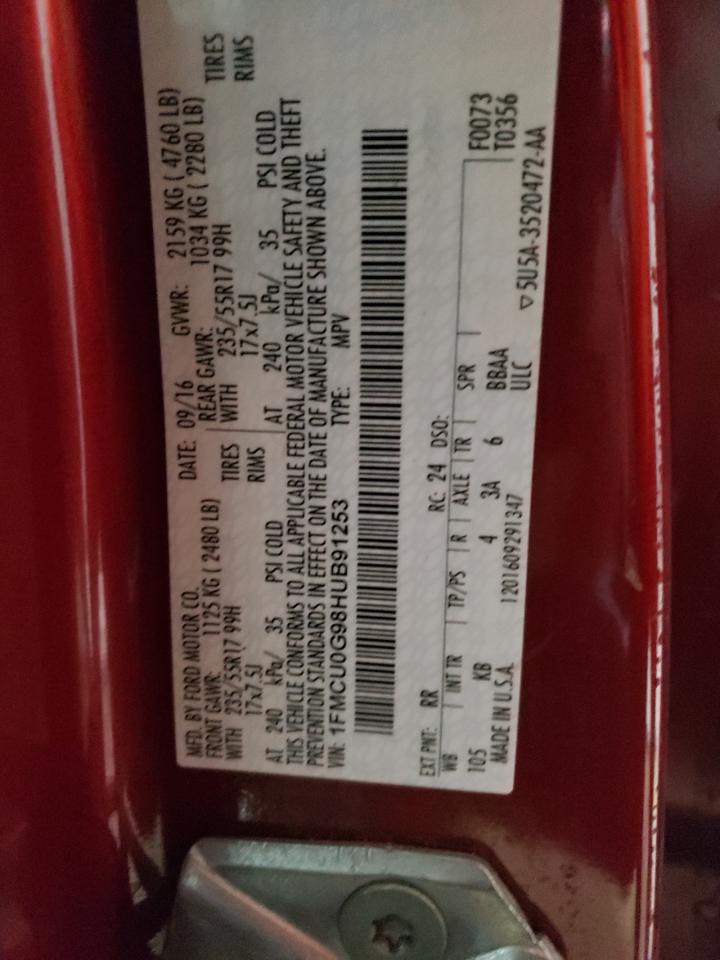 MFD. BY FORD MOTOR CO. DATE: 09/16 GVWR: 2159 KG ( 4760 LB)
FRONT GAWR: 1125 KG ( 2480 LB) REAR GAWR: 1034 KG ( 2280 LB)
WITH 235/55R17 99H TIRES WITH 235/55R17 99H TIRES
17x7.5J RIMS 17x7.5J RIMS
AT 240 kPa/ 35 PSI COLD AT 240 kPa/ 35 PSI COLD
THIS VEHICLE CONFORMS TO ALL APPLICABLE FEDERAL MOTOR VEHICLE SAFETY AND THEFT
PREVENTION STANDARDS IN EFFECT ON THE DATE OF MANUFACTURE SHOWN ABOVE.
VIN: 1FMCU0G98HUB91253 TYPE: MPV
EXT PNT: RR RC: 24 DSO: F0073
WB INT TR TP/PS R AXLE TR SPR T0356
105 KB 4 3A 6 BBAA
MADE IN U.S.A. 1201609291347 ULC ▽5U5A-3520472-AA